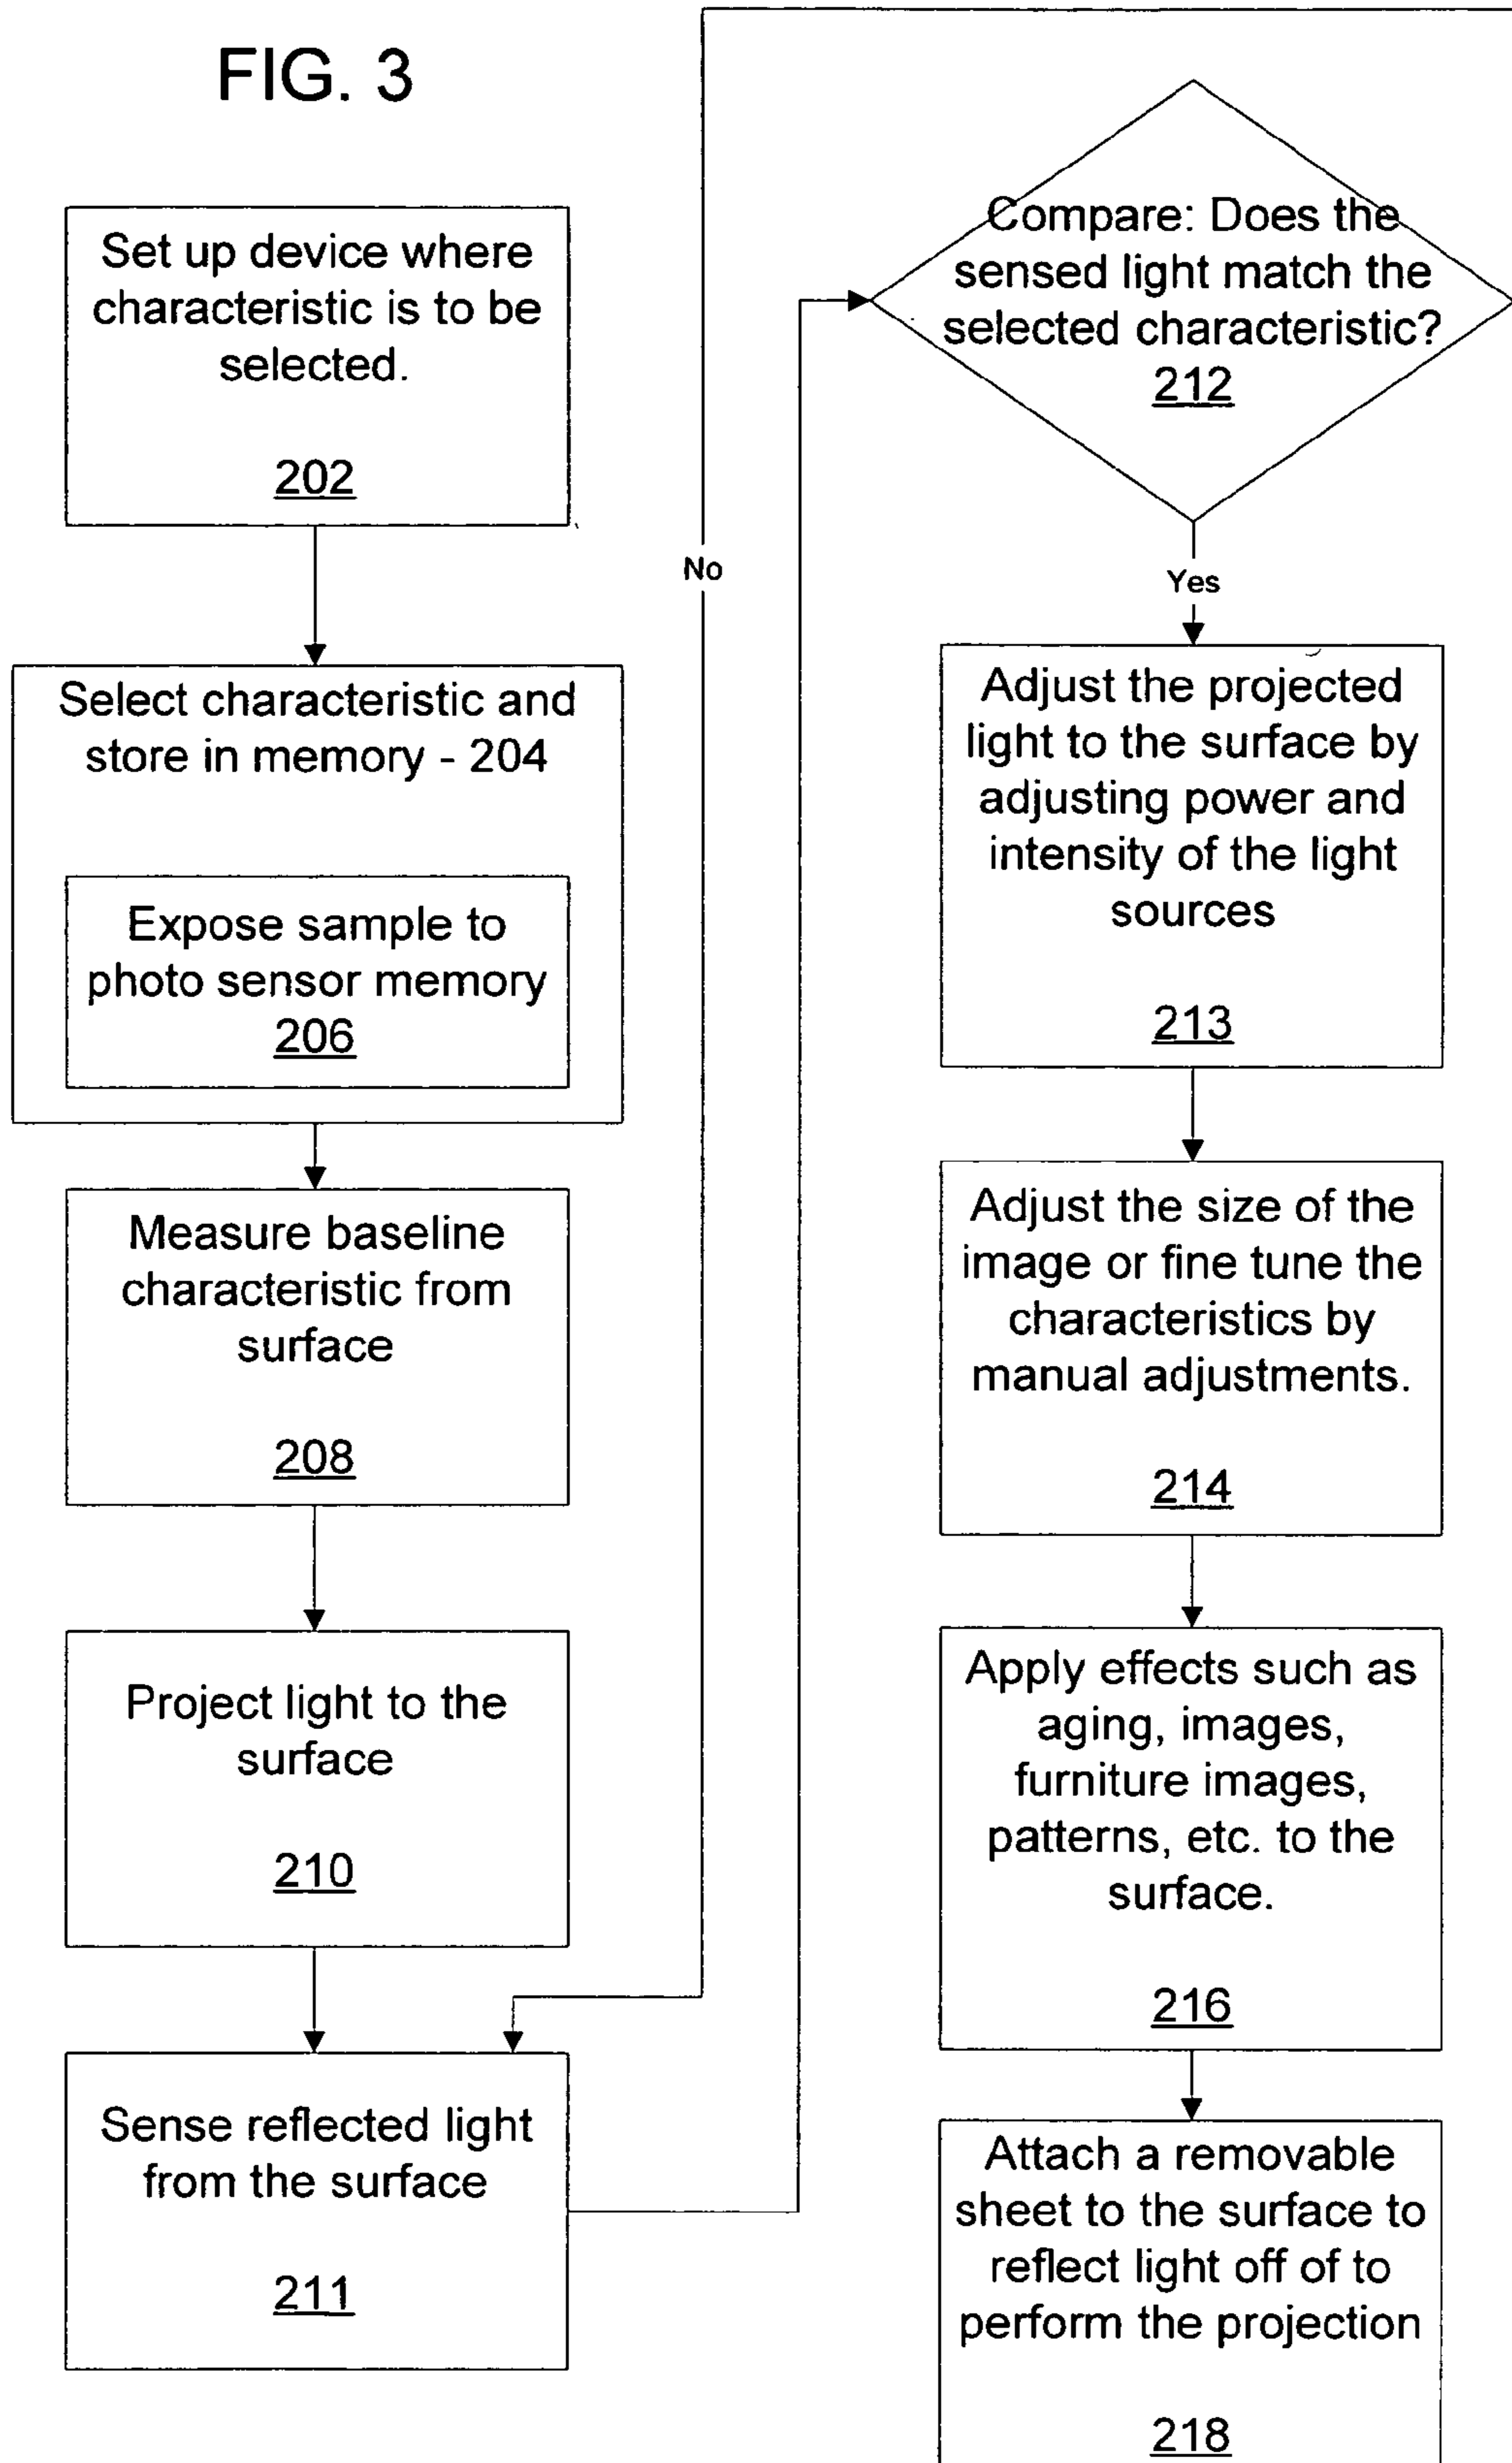 FIG. 3
Set up device where
characteristic is to be
selected.
202
Select characteristic and
store in memory - 204
Expose sample to
photo sensor memory
206
Measure baseline
characteristic from
surface
208
Project light to the
surface
210
Sense reflected light
from the surface
211
No
Compare: Does the
sensed light match the
selected characteristic?
212
Yes
Adjust the projected
light to the surface by
adjusting power and
intensity of the light
sources
213
Adjust the size of the
image or fine tune the
characteristics by
manual adjustments.
214
Apply effects such as
aging, images,
furniture images,
patterns, etc. to the
surface.
216
Attach a removable
sheet to the surface to
reflect light off of to
perform the projection
218